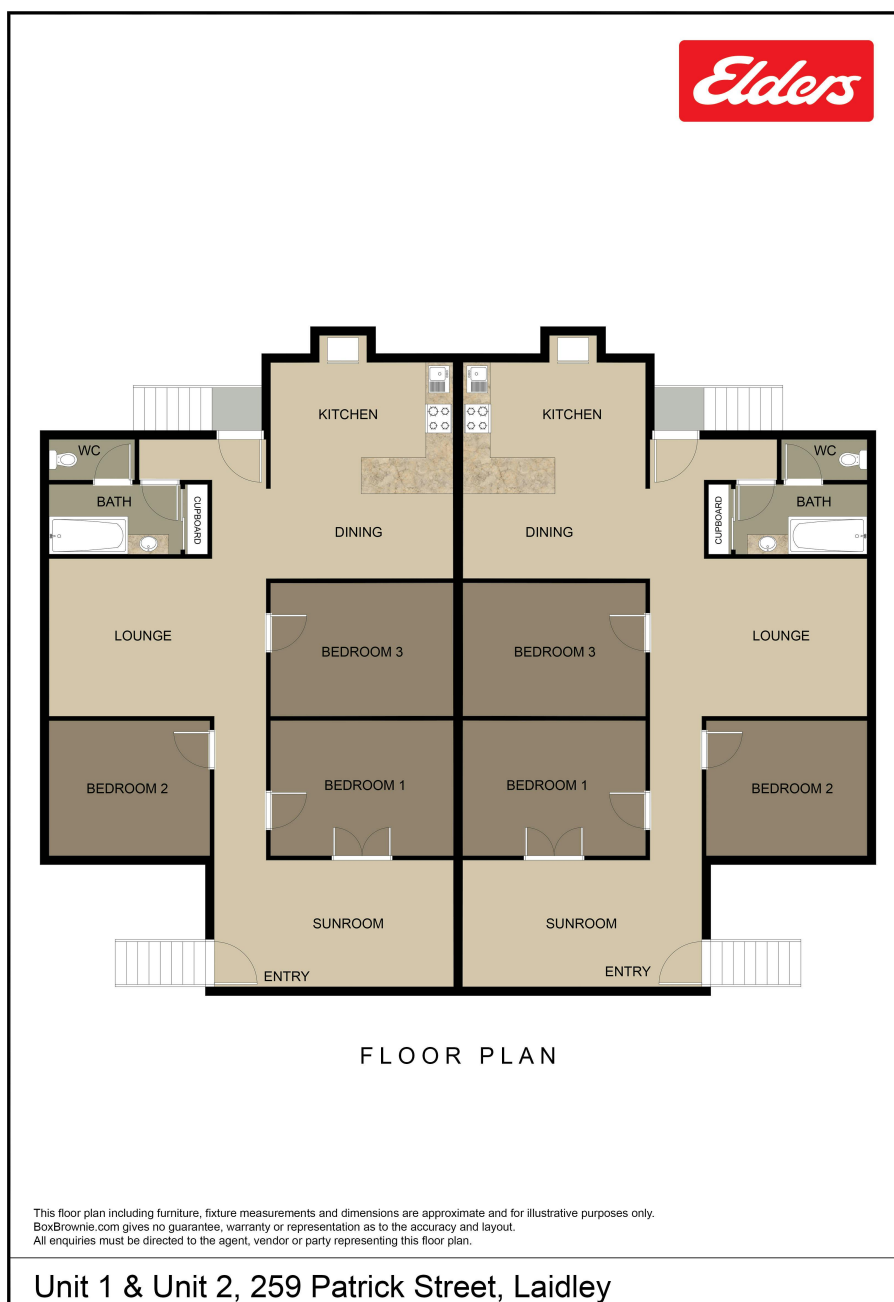 Elders
KITCHEN KITCHEN
WC WC
BATH BATH
CUPBOARD CUPBOARD
DINING DINING
LOUNGE LOUNGE
BEDROOM 3 BEDROOM 3
BEDROOM 2 BEDROOM 1 BEDROOM 1 BEDROOM 2
SUNROOM SUNROOM
ENTRY ENTRY
FLOOR PLAN
This floor plan including furniture, fixture measurements and dimensions are approximate and for illustrative purposes only.
BoxBrownie.com gives no guarantee, warranty or representation as to the accuracy and layout.
All enquiries must be directed to the agent, vendor or party representing this floor plan.
Unit 1 & Unit 2, 259 Patrick Street, Laidley